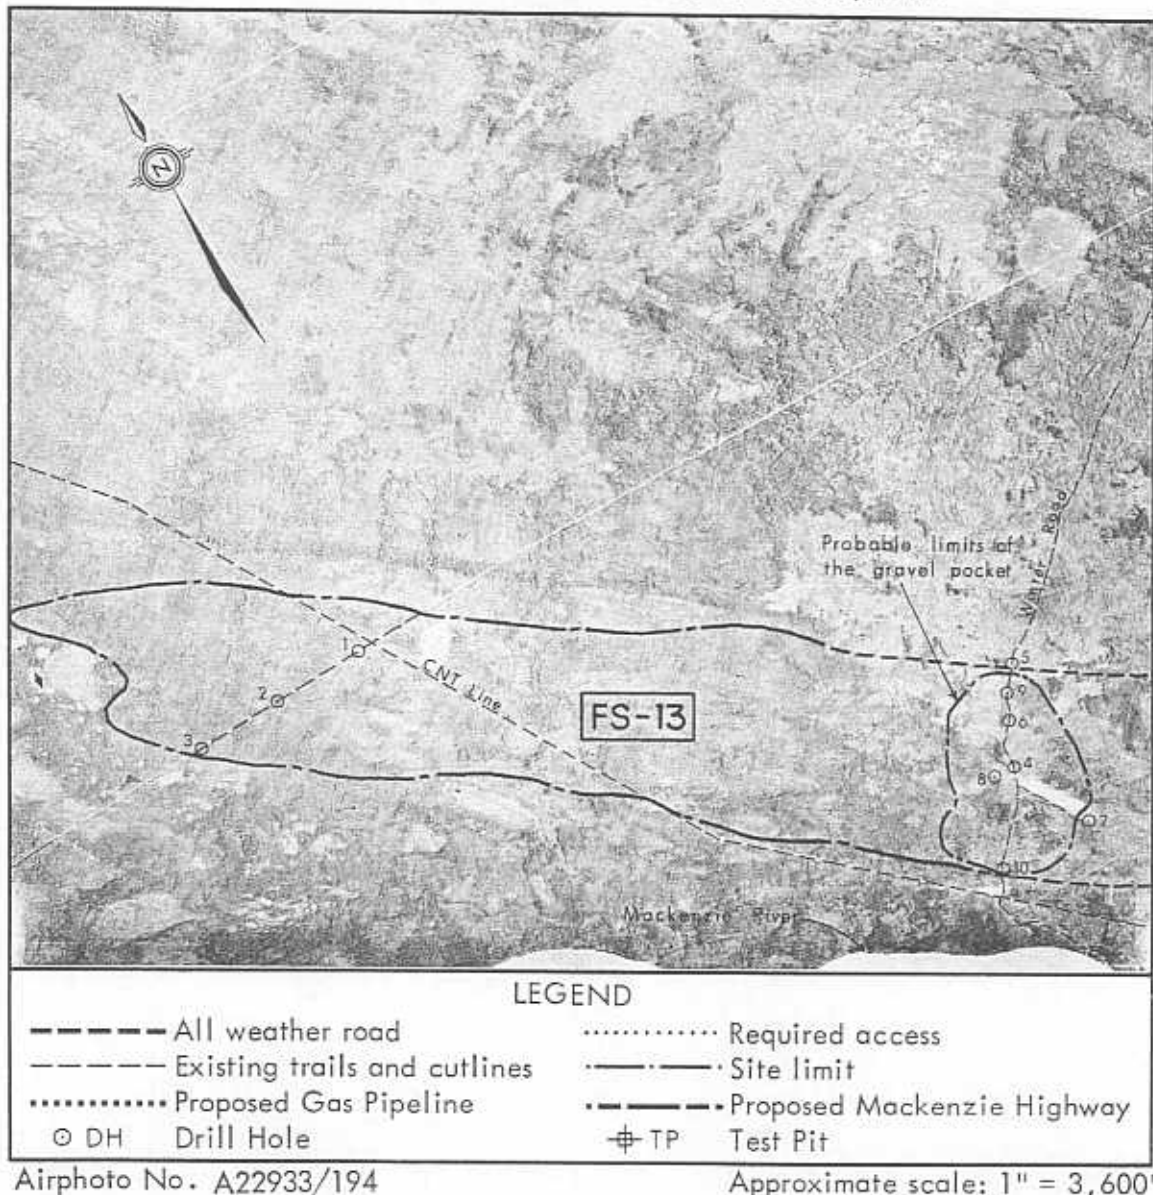 N
Probable limits of
the gravel pocket
Winter Road
5
1
9
CNT Line
2
FS-13
6
3
4
8
7
10
Mackenzie River
LEGEND
All weather road
Required access
Existing trails and cutlines
Site limit
Proposed Gas Pipeline
Proposed Mackenzie Highway
DH Drill Hole
TP Test Pit
Airphoto No. A22933/194
Approximate scale: 1" = 3,600'